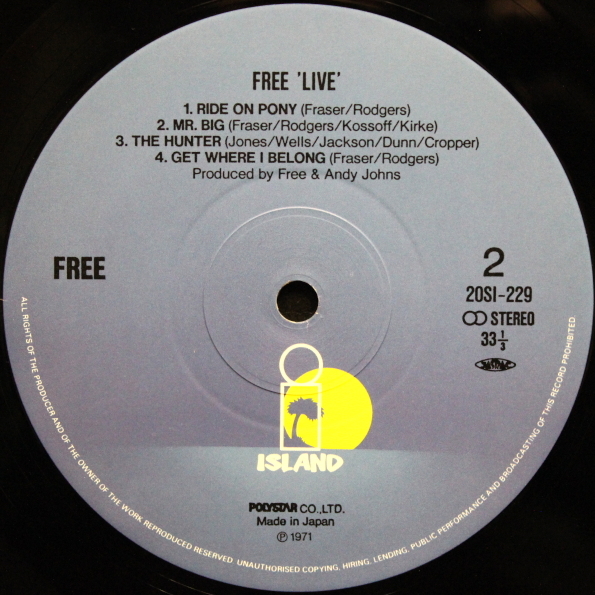 FREE 'LIVE'
1. RIDE ON PONY (Fraser/Rodgers)
2. MR. BIG (Fraser/Rodgers/Kossoff/Kirke)
3. THE HUNTER (Jones/Wells/Jackson/Dunn/Cropper)
4. GET WHERE I BELONG (Fraser/Rodgers)
Produced by Free & Andy Johns
FREE
2
20SI-229
STEREO
33 1/3
ISLAND
POLYSTAR CO.,LTD.
Made in Japan
Ⓟ 1971
ALL RIGHTS OF THE PRODUCER AND OF THE OWNER OF THE WORK REPRODUCED RESERVED. UNAUTHORISED COPYING, HIRING, LENDING, PUBLIC PERFORMANCE AND BROADCASTING OF THIS RECORD PROHIBITED.